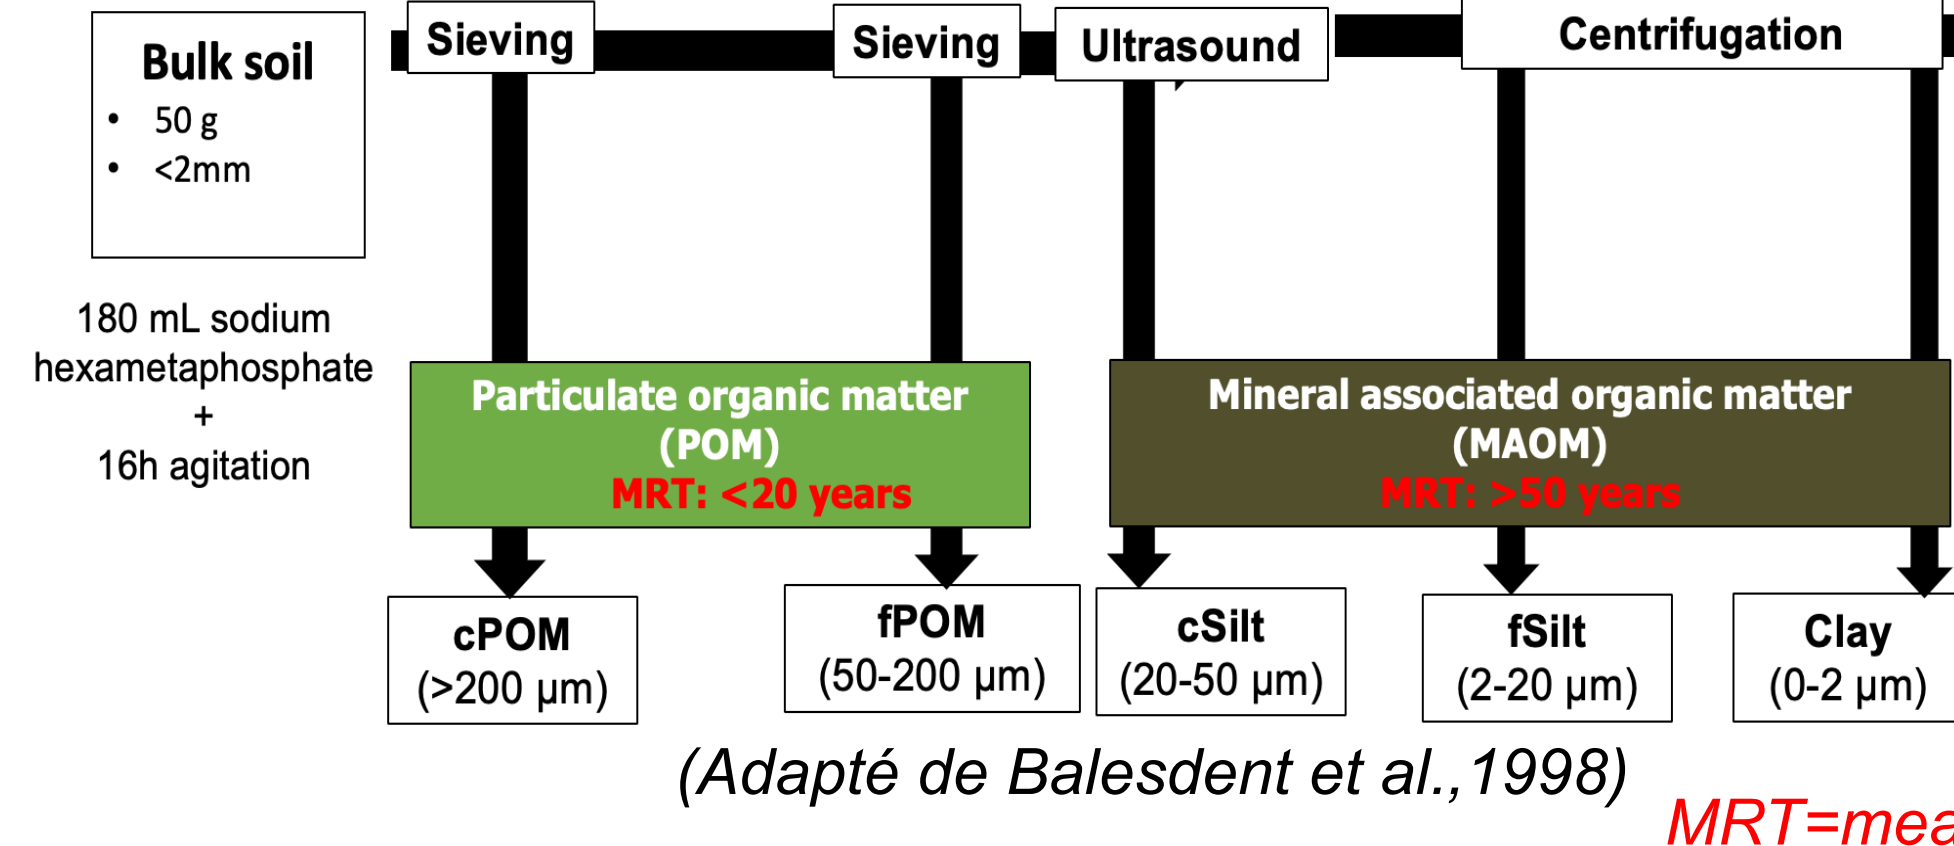 Bulk soil
• 50 g
• <2mm
180 mL sodium
hexametaphosphate
+
16h agitation
Sieving
Sieving
Ultrasound
Centrifugation
Particulate organic matter
(POM)
MRT: <20 years
Mineral associated organic matter
(MAOM)
MRT: >50 years
cPOM
(>200 µm)
fPOM
(50-200 µm)
cSilt
(20-50 µm)
fSilt
(2-20 µm)
Clay
(0-2 µm)
(Adapté de Balesdent et al.,1998)
MRT=mea